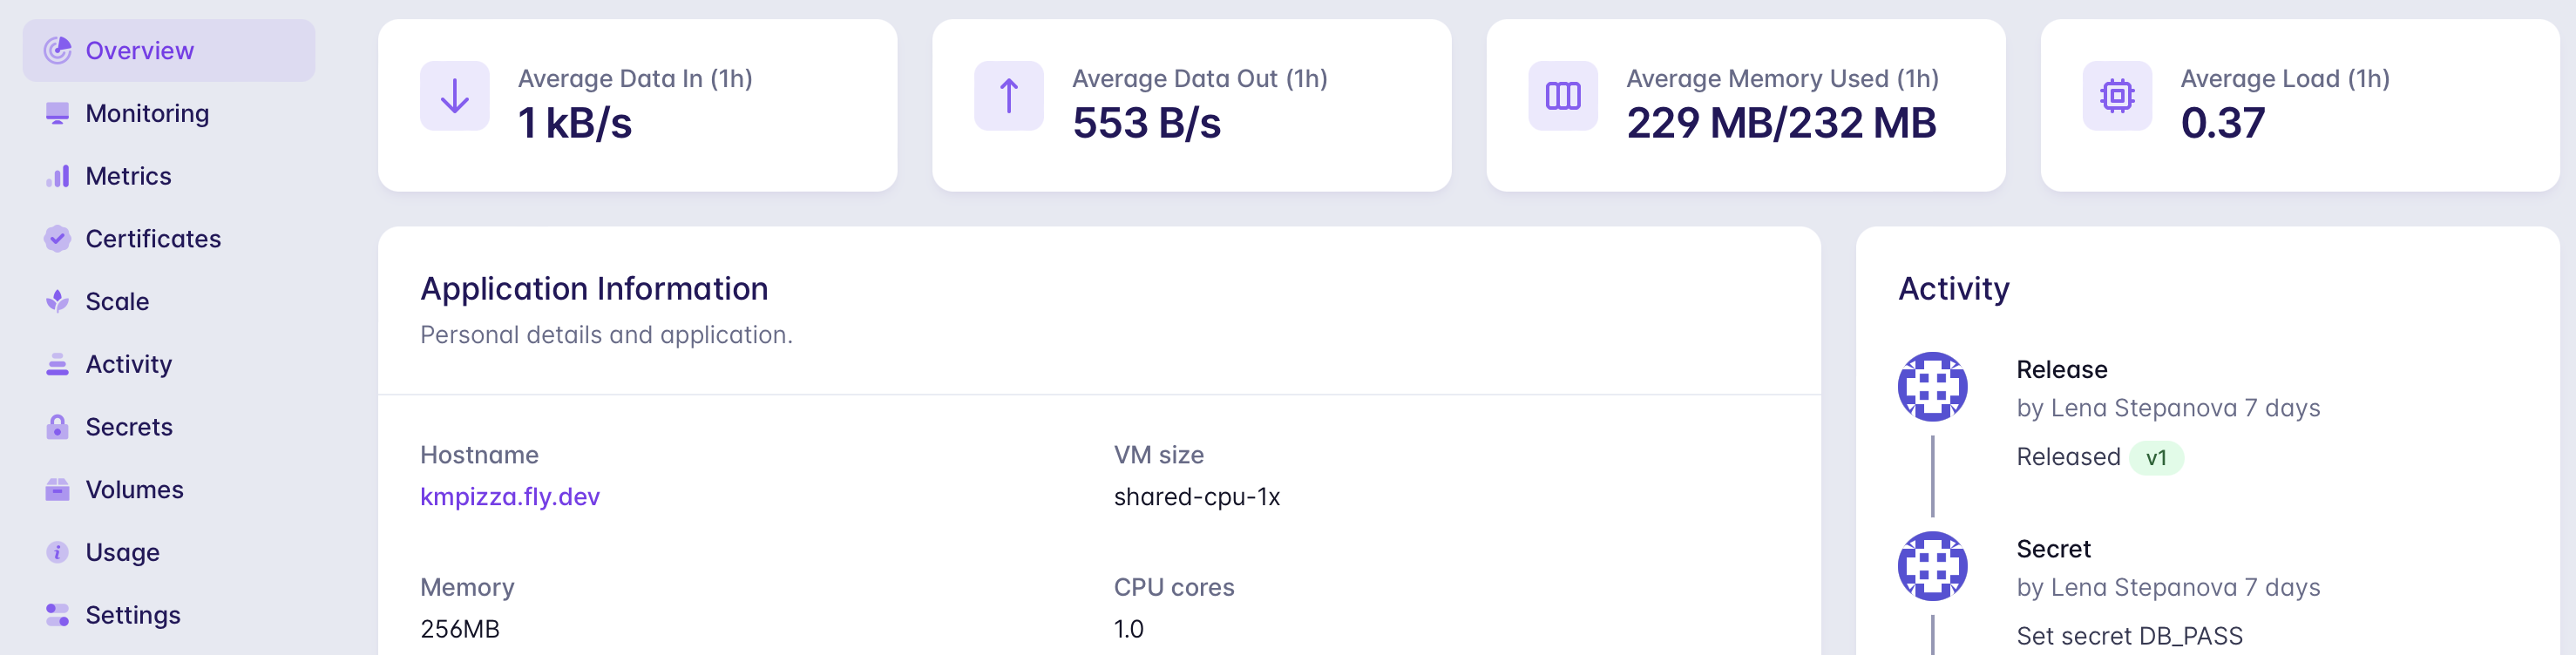 Overview
Monitoring
Metrics
Certificates
Scale
Activity
Secrets
Volumes
Usage
Settings
Average Data In (1h)
1 kB/s
Average Data Out (1h)
553 B/s
Average Memory Used (1h)
229 MB/232 MB
Average Load (1h)
0.37
Application Information
Personal details and application.
Hostname
kmpizza.fly.dev
VM size
shared-cpu-1x
Memory
256MB
CPU cores
1.0
Activity
Release
by Lena Stepanova 7 days
Released v1
Secret
by Lena Stepanova 7 days
Set secret DB_PASS